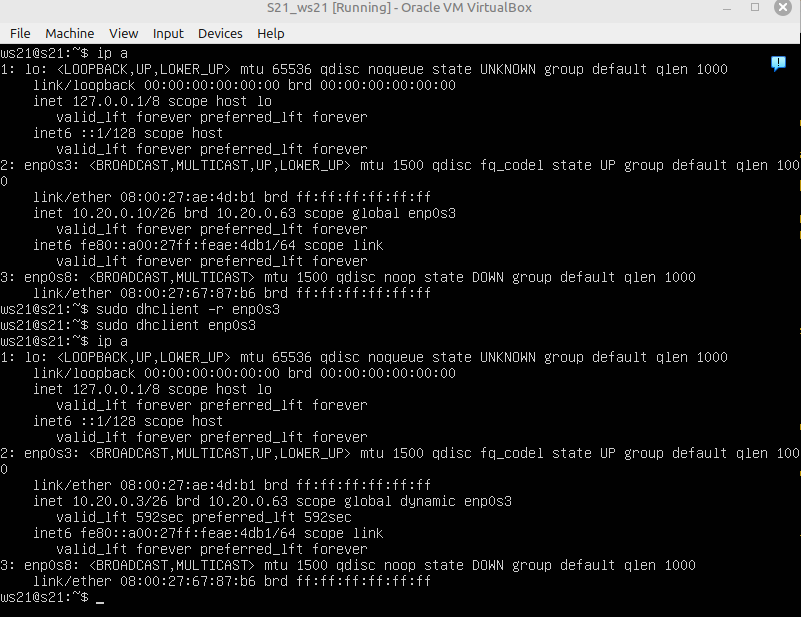 S21_ws21 [Running] - Oracle VM VirtualBox
File Machine View Input Devices Help
ws21@s21:~$ ip a
1: lo: <LOOPBACK,UP,LOWER_UP> mtu 65536 qdisc noqueue state UNKNOWN group default qlen 1000
    link/loopback 00:00:00:00:00:00 brd 00:00:00:00:00:00
    inet 127.0.0.1/8 scope host lo
       valid_lft forever preferred_lft forever
    inet6 ::1/128 scope host
       valid_lft forever preferred_lft forever
2: enp0s3: <BROADCAST,MULTICAST,UP,LOWER_UP> mtu 1500 qdisc fq_codel state UP group default qlen 100
0
    link/ether 08:00:27:ae:4d:b1 brd ff:ff:ff:ff:ff:ff
    inet 10.20.0.10/26 brd 10.20.0.63 scope global enp0s3
       valid_lft forever preferred_lft forever
    inet6 fe80::a00:27ff:feae:4db1/64 scope link
       valid_lft forever preferred_lft forever
3: enp0s8: <BROADCAST,MULTICAST> mtu 1500 qdisc noop state DOWN group default qlen 1000
    link/ether 08:00:27:67:87:b6 brd ff:ff:ff:ff:ff:ff
ws21@s21:~$ sudo dhclient -r enp0s3
ws21@s21:~$ sudo dhclient enp0s3
ws21@s21:~$ ip a
1: lo: <LOOPBACK,UP,LOWER_UP> mtu 65536 qdisc noqueue state UNKNOWN group default qlen 1000
    link/loopback 00:00:00:00:00:00 brd 00:00:00:00:00:00
    inet 127.0.0.1/8 scope host lo
       valid_lft forever preferred_lft forever
    inet6 ::1/128 scope host
       valid_lft forever preferred_lft forever
2: enp0s3: <BROADCAST,MULTICAST,UP,LOWER_UP> mtu 1500 qdisc fq_codel state UP group default qlen 100
0
    link/ether 08:00:27:ae:4d:b1 brd ff:ff:ff:ff:ff:ff
    inet 10.20.0.3/26 brd 10.20.0.63 scope global dynamic enp0s3
       valid_lft 592sec preferred_lft 592sec
    inet6 fe80::a00:27ff:feae:4db1/64 scope link
       valid_lft forever preferred_lft forever
3: enp0s8: <BROADCAST,MULTICAST> mtu 1500 qdisc noop state DOWN group default qlen 1000
    link/ether 08:00:27:67:87:b6 brd ff:ff:ff:ff:ff:ff
ws21@s21:~$ _